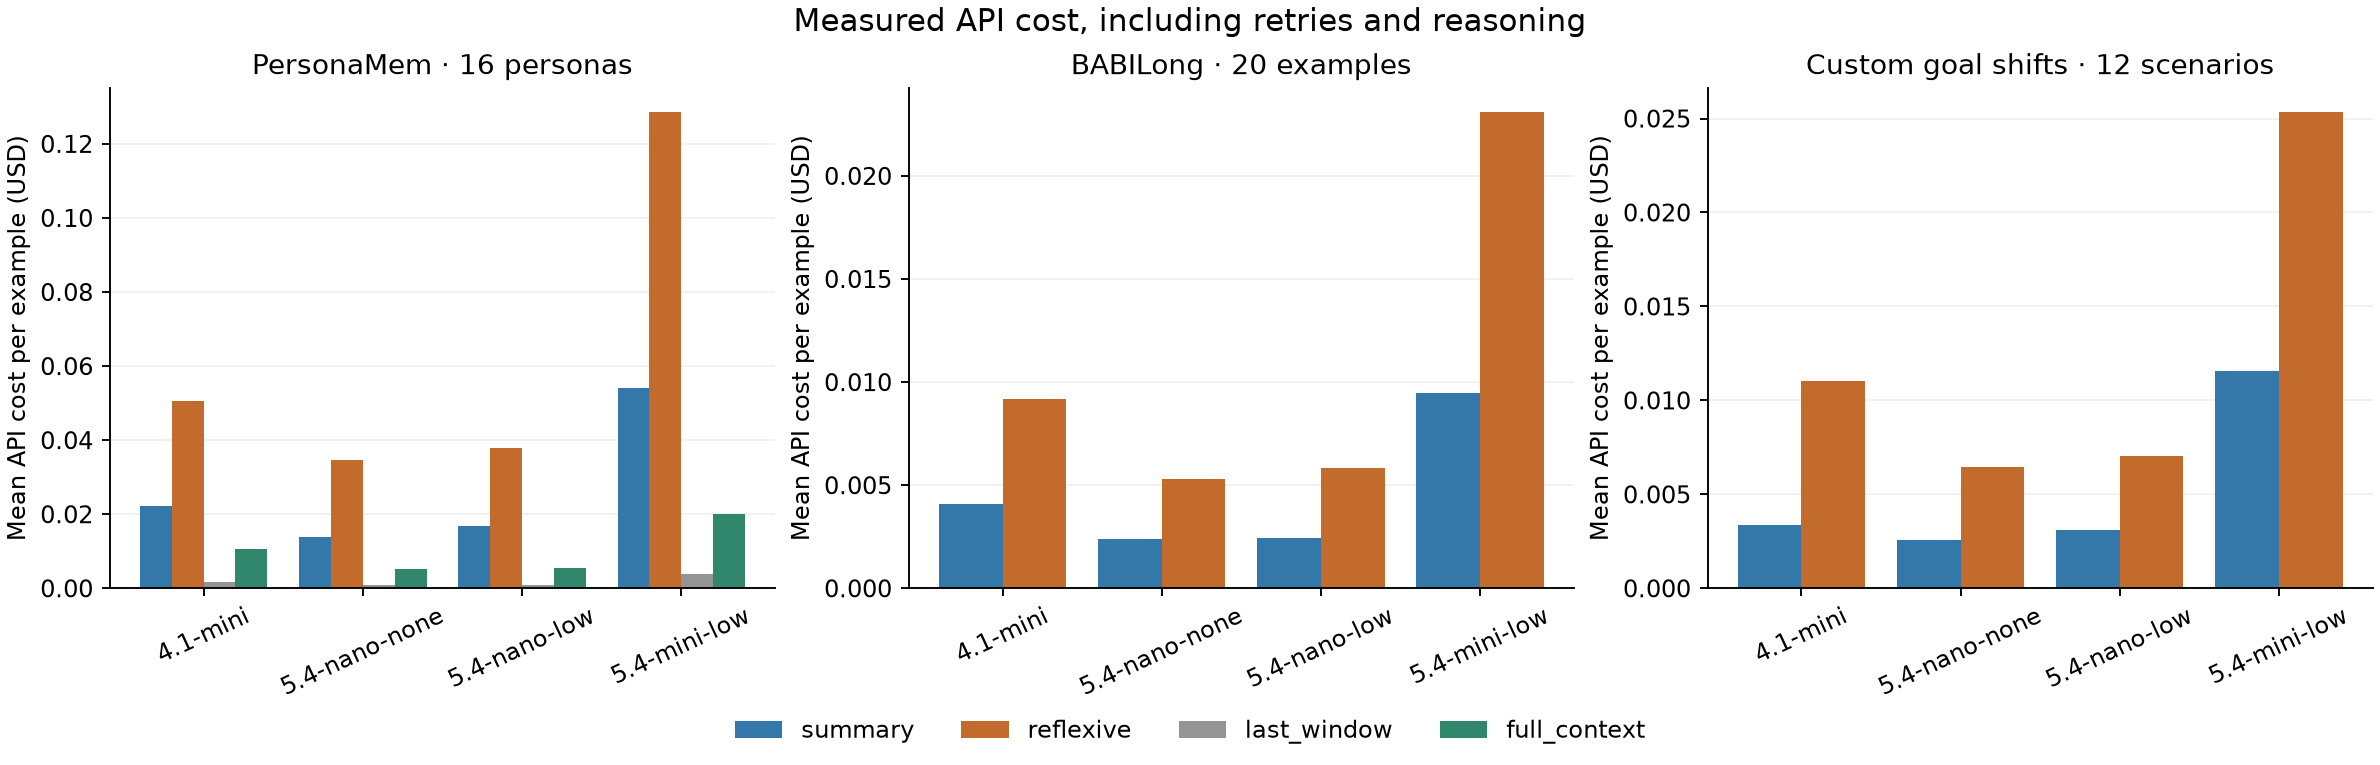 Measured API cost, including retries and reasoning
PersonaMem · 16 personas
Mean API cost per example (USD)
0.12
0.10
0.08
0.06
0.04
0.02
0.00
4.1-mini
5.4-nano-none
5.4-nano-low
5.4-mini-low
BABILong · 20 examples
Mean API cost per example (USD)
0.020
0.015
0.010
0.005
0.000
4.1-mini
5.4-nano-none
5.4-nano-low
5.4-mini-low
Custom goal shifts · 12 scenarios
Mean API cost per example (USD)
0.025
0.020
0.015
0.010
0.005
0.000
4.1-mini
5.4-nano-none
5.4-nano-low
5.4-mini-low
summary
reflexive
last_window
full_context